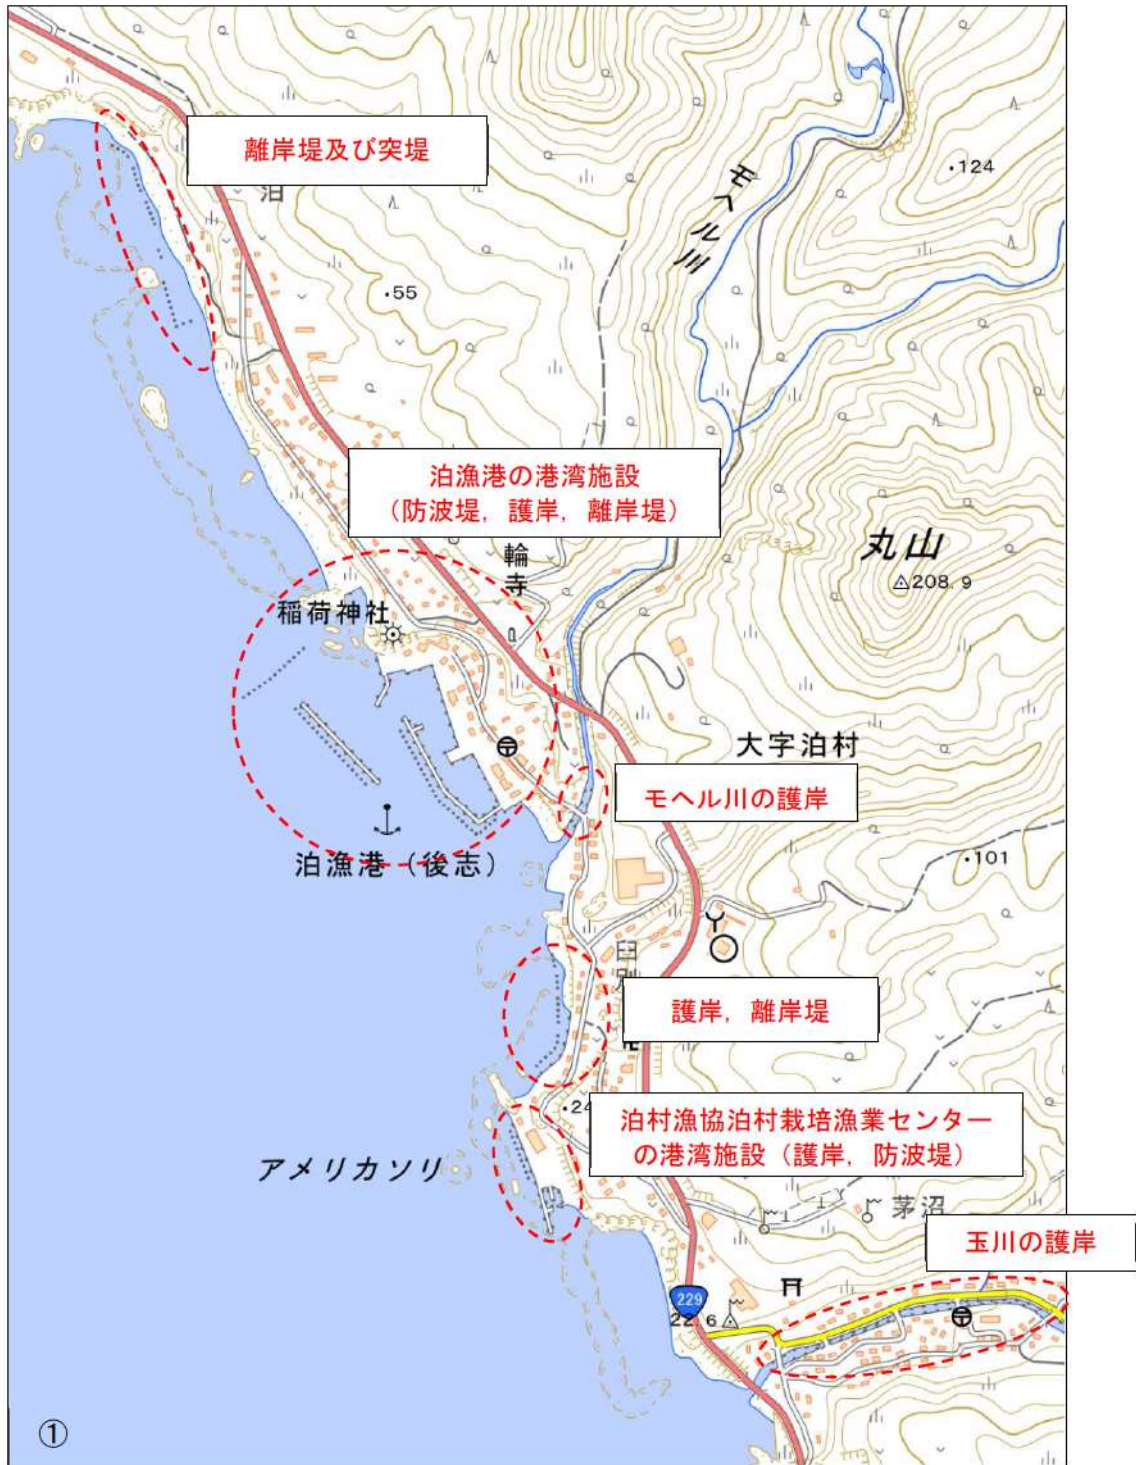 離岸堤及び突堤
泊
・124
モヘル川
・55
泊漁港の港湾施設
（防波堤，護岸，離岸堤）
丸山
208.9
輪寺
稲荷神社
大字泊村
モヘル川の護岸
泊漁港（後志）
・101
臼別
護岸，離岸堤
・24
泊村漁協泊村栽培漁業センター
の港湾施設（護岸，防波堤）
アメリカソリ
茅沼
玉川の護岸
229
22.6
①